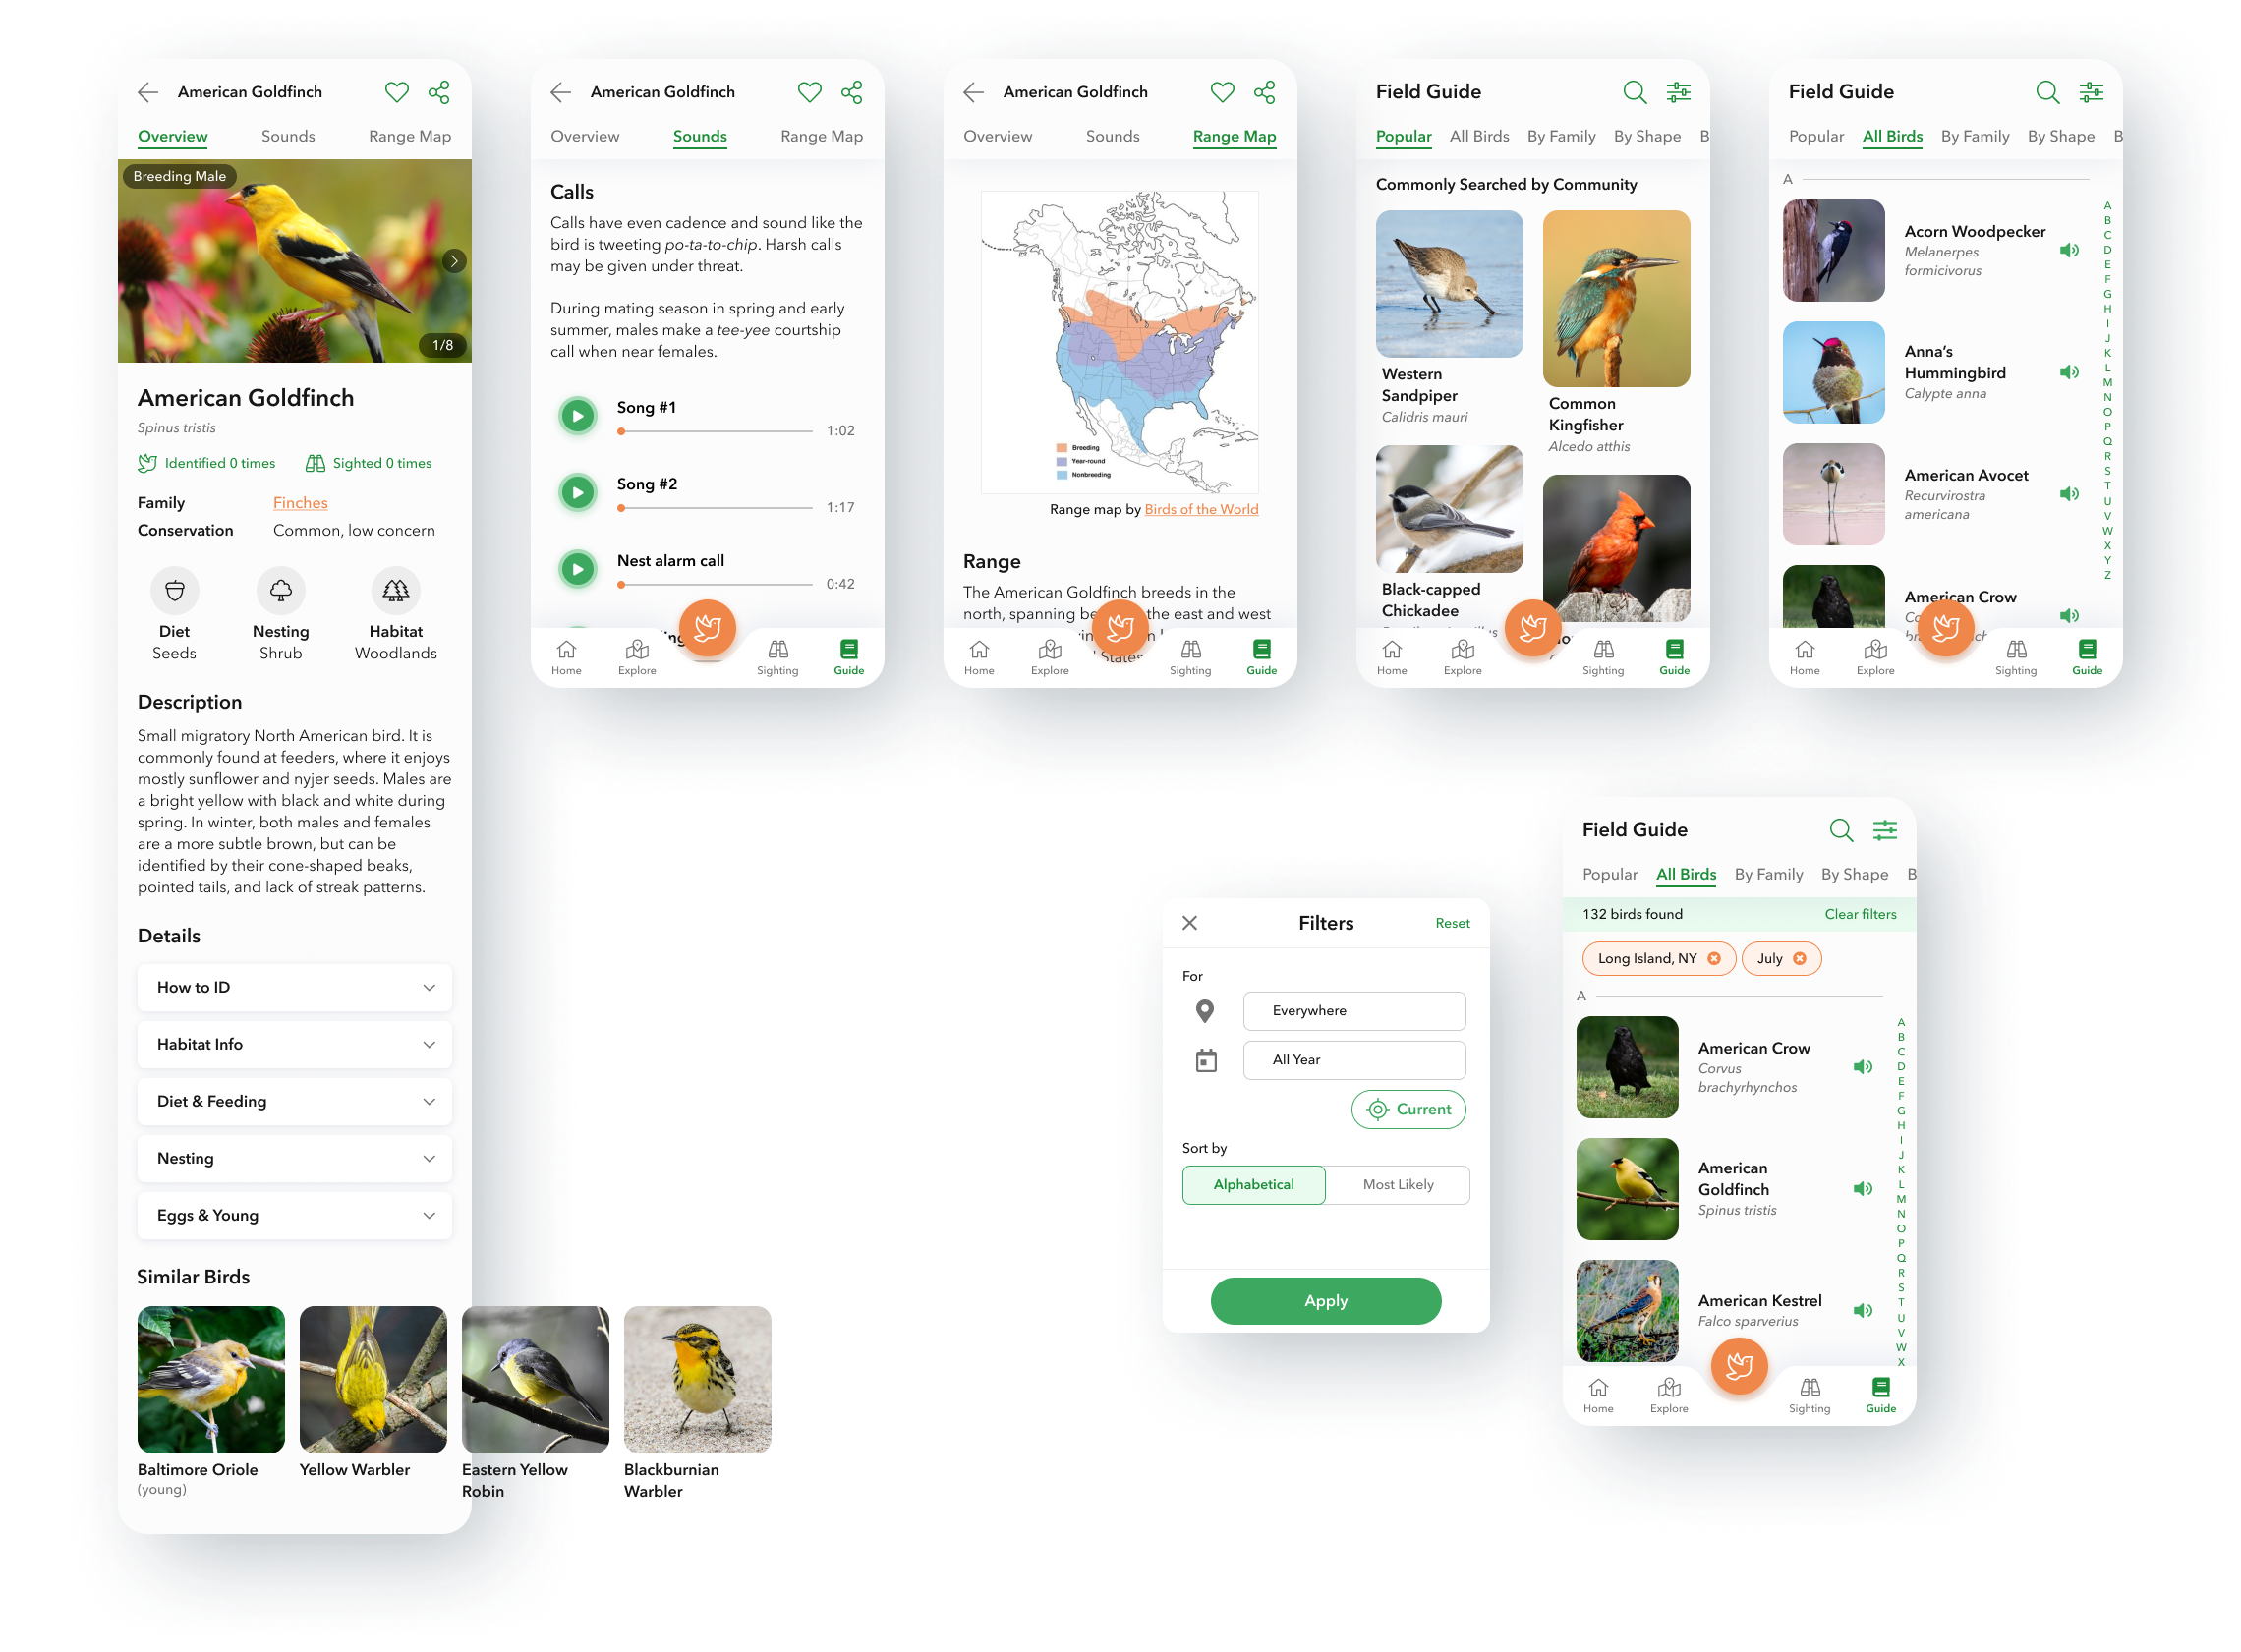 American Goldfinch
Overview Sounds Range Map
Breeding Male
1/8
American Goldfinch
Spinus tristis
Identified 0 times Sighted 0 times
Family Finches
Conservation Common, low concern
Diet Nesting Habitat
Seeds Shrub Woodlands
Description
Small migratory North American bird. It is
commonly found at feeders, where it enjoys
mostly sunflower and nyjer seeds. Males are
a bright yellow with black and white during
spring. In winter, both males and females
are a more subtle brown, but can be
identified by their cone-shaped beaks,
pointed tails, and lack of streak patterns.
Details
How to ID
Habitat Info
Diet & Feeding
Nesting
Eggs & Young
Similar Birds
Baltimore Oriole
(young)
Yellow Warbler
Eastern Yellow
Robin
Blackburnian
Warbler
American Goldfinch
Overview Sounds Range Map
Calls
Calls have even cadence and sound like the
bird is tweeting po-ta-to-chip. Harsh calls
may be given under threat.
During mating season in spring and early
summer, males make a tee-yee courtship
call when near females.
Song #1
1:02
Song #2
1:17
Nest alarm call
0:42
Home Explore Sighting Guide
American Goldfinch
Overview Sounds Range Map
Breeding
Year-round
Nonbreeding
Range map by Birds of the World
Range
The American Goldfinch breeds in the
north, spanning the east and west
States
Home Explore Sighting Guide
Field Guide
Popular All Birds By Family By Shape B
Commonly Searched by Community
Western
Sandpiper
Calidris mauri
Common
Kingfisher
Alcedo atthis
Black-capped
Chickadee
Home Explore Sighting Guide
Field Guide
Popular All Birds By Family By Shape B
A
Acorn Woodpecker
Melanerpes
formicivorus
Anna’s
Hummingbird
Calypte anna
American Avocet
Recurvirostra
americana
American Crow
A
B
C
D
E
F
G
H
I
J
K
L
M
N
O
P
Q
R
S
T
U
V
W
X
Y
Z
Home Explore Sighting Guide
Filters
Reset
For
Everywhere
All Year
Current
Sort by
Alphabetical Most Likely
Apply
Field Guide
Popular All Birds By Family By Shape B
132 birds found Clear filters
Long Island, NY July
A
American Crow
Corvus
brachyrhynchos
American
Goldfinch
Spinus tristis
American Kestrel
Falco sparverius
A
B
C
D
E
F
G
H
I
J
K
L
M
N
O
P
Q
R
S
T
U
V
W
X
Home Explore Sighting Guide